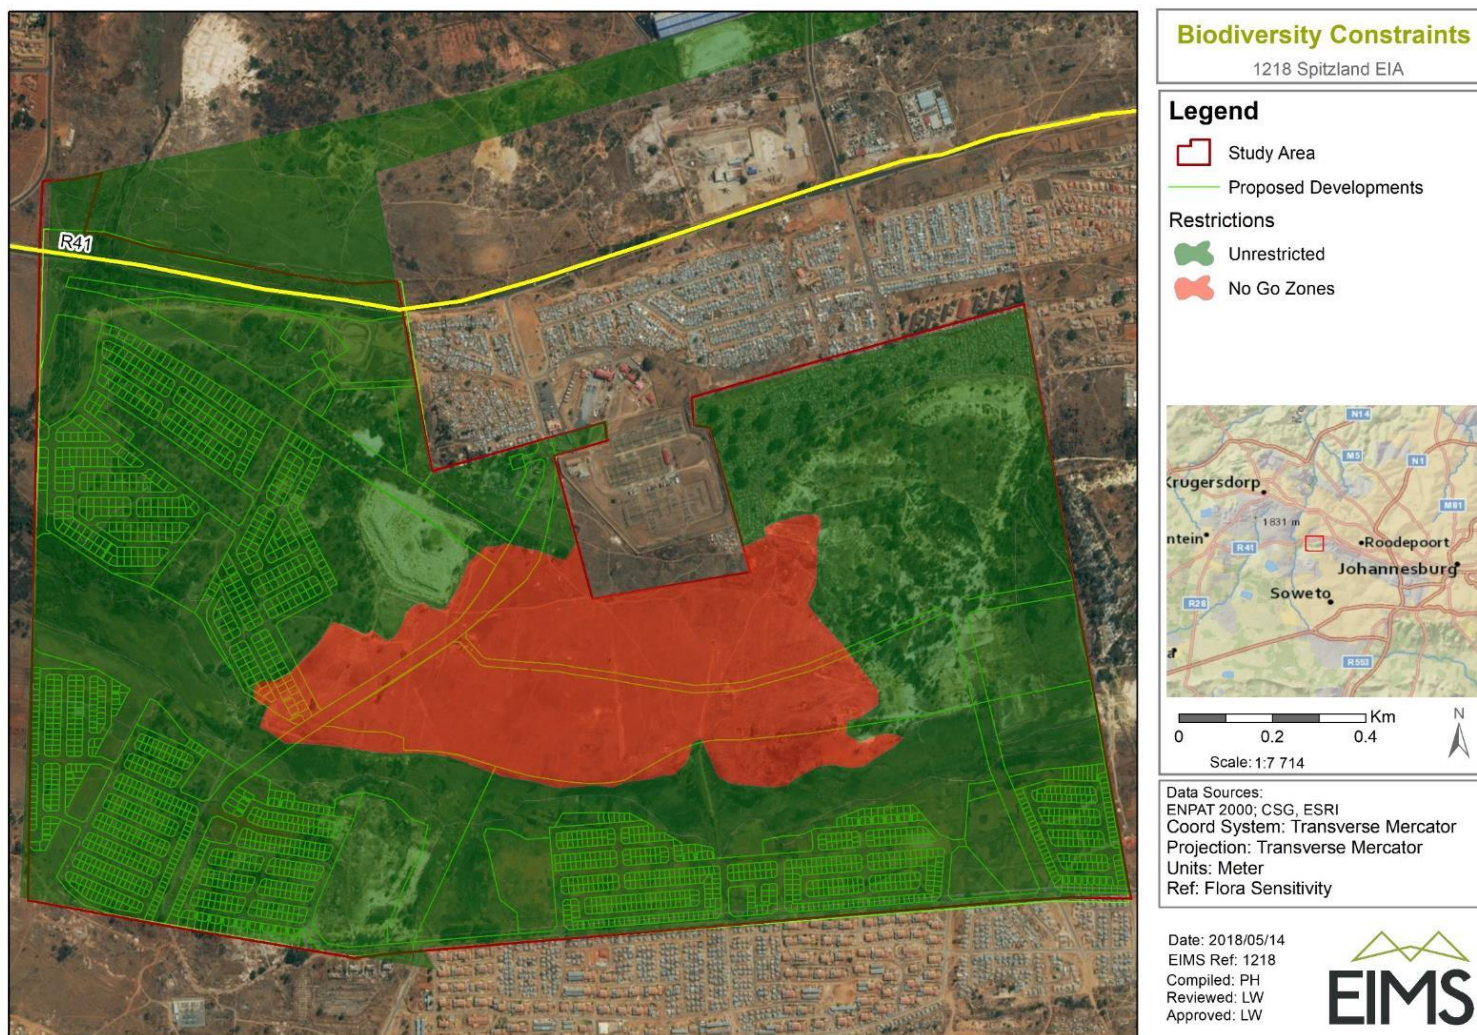 Biodiversity Constraints
1218 Spitzland EIA
Legend
Study Area
Proposed Developments
Restrictions
Unrestricted
No Go Zones
R41
N14
M5
N1
Krugersdorp
M81
1831 m
ntein
R41
Roodepoort
Johannesburg
R28
Soweto
R553
Km
0 0.2 0.4
N
Scale: 1:7 714
Data Sources:
ENPAT 2000; CSG, ESRI
Coord System: Transverse Mercator
Projection: Transverse Mercator
Units: Meter
Ref: Flora Sensitivity
Date: 2018/05/14
EIMS Ref: 1218
Compiled: PH
Reviewed: LW
Approved: LW
EIMS